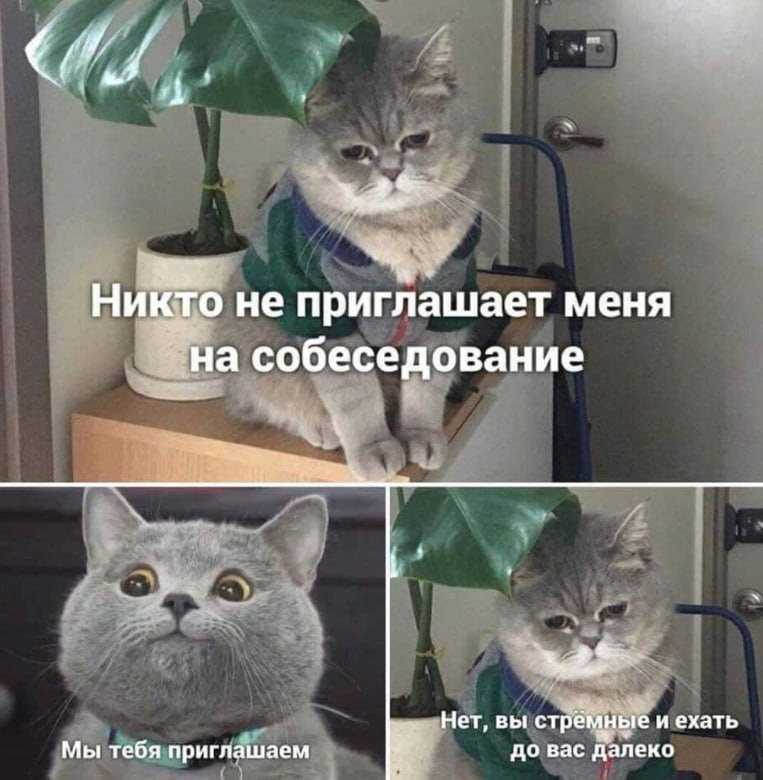 Никто не приглашает меня
на собеседование
Мы тебя приглашаем
Нет, вы стрёмные и ехать
до вас далеко